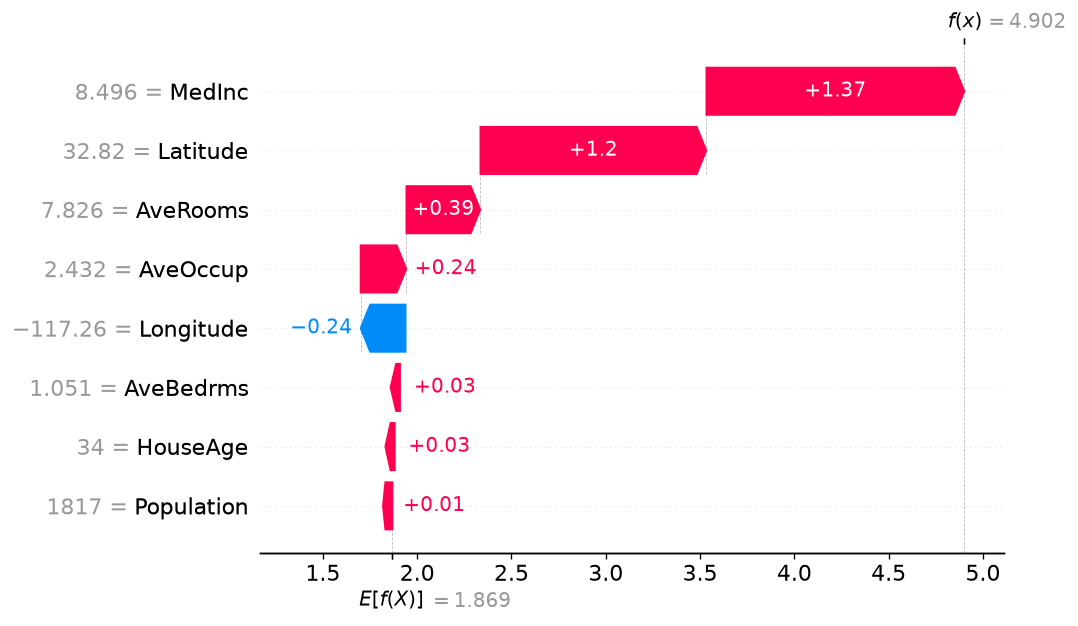 f(x) = 4.902
8.496 = MedInc +1.37
32.82 = Latitude +1.2
7.826 = AveRooms +0.39
2.432 = AveOccup +0.24
−117.26 = Longitude −0.24
1.051 = AveBedrms +0.03
34 = HouseAge +0.03
1817 = Population +0.01
1.5 2.0 2.5 3.0 3.5 4.0 4.5 5.0
E[f(X)] = 1.869